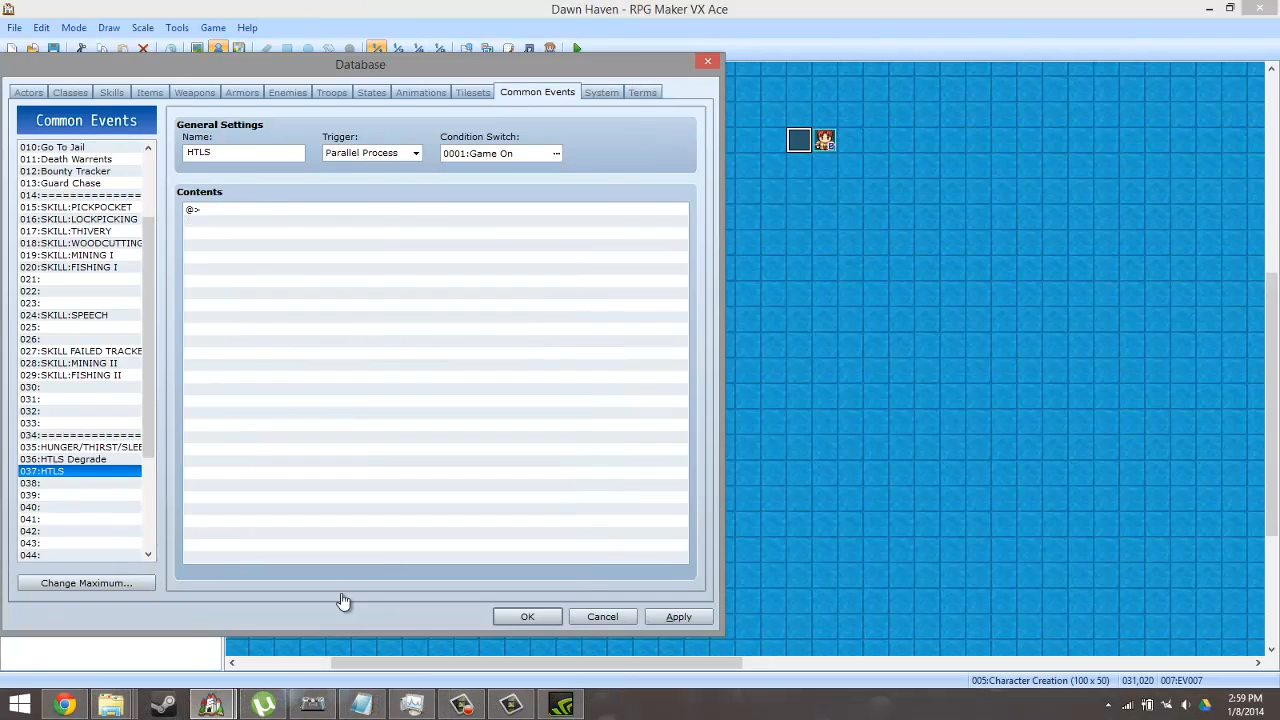 Dawn Haven - RPG Maker VX Ace
File Edit Mode Draw Scale Tools Game Help
Database
Actors Classes Skills Items Weapons Armors Enemies Troops States Animations Tilesets Common Events System Terms
Common Events
010:Go To Jail
011:Death Warrents
012:Bounty Tracker
013:Guard Chase
014:==============
015:SKILL:PICKPOCKET
016:SKILL:LOCKPICKING
017:SKILL:THIVERY
018:SKILL:WOODCUTTING
019:SKILL:MINING I
020:SKILL:FISHING I
021:
022:
023:
024:SKILL:SPEECH
025:
026:
027:SKILL FAILED TRACKE
028:SKILL:MINING II
029:SKILL:FISHING II
030:
031:
032:
033:
034:==============
035:HUNGER/THIRST/SLE
036:HTLS Degrade
037:HTLS
038:
039:
040:
041:
042:
043:
044:
Change Maximum...
General Settings
Name: Trigger: Condition Switch:
HTLS Parallel Process 0001:Game On ...
Contents
@>
OK Cancel Apply
005:Character Creation (100 x 50) 031,020 007:EV007
2:59 PM
1/8/2014